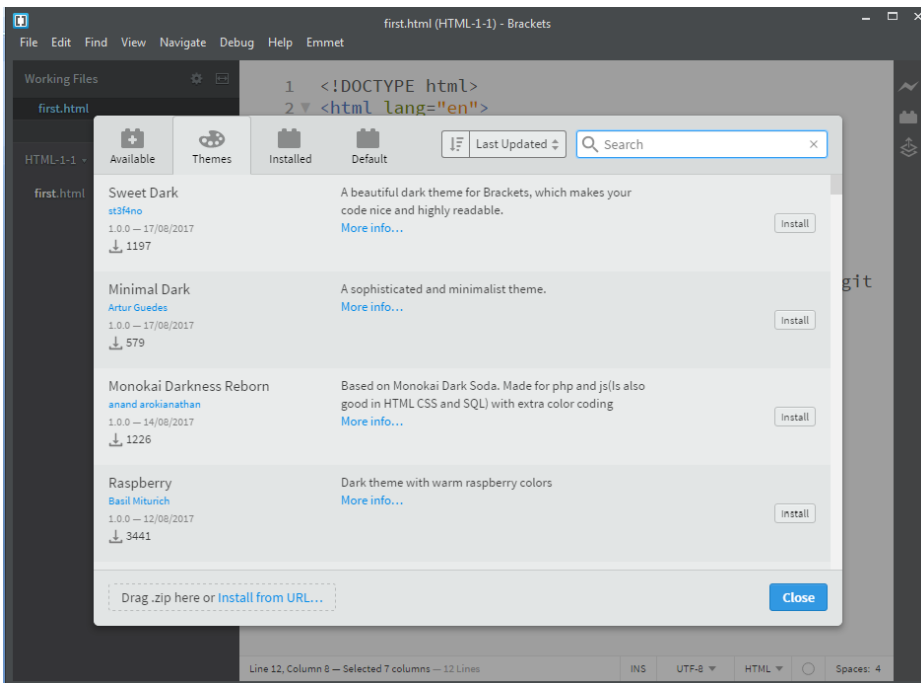 first.html (HTML-1-1) - Brackets
File Edit Find View Navigate Debug Help Emmet
Working Files
first.html
HTML-1-1
first.html
1 <!DOCTYPE html>
2 <html lang="en">
git
Available
Themes
Installed
Default
Last Updated
Search
Sweet Dark
st3f4no
1.0.0 — 17/08/2017
1197
A beautiful dark theme for Brackets, which makes your
code nice and highly readable.
More info...
Install
Minimal Dark
Artur Guedes
1.0.0 — 17/08/2017
579
A sophisticated and minimalist theme.
More info...
Install
Monokai Darkness Reborn
anand arokianathan
1.0.0 — 14/08/2017
1226
Based on Monokai Dark Soda. Made for php and js(Is also
good in HTML CSS and SQL) with extra color coding
More info...
Install
Raspberry
Basil Miturich
1.0.0 — 12/08/2017
3441
Dark theme with warm raspberry colors
More info...
Install
Drag .zip here or Install from URL...
Close
Line 12, Column 8 — Selected 7 columns — 12 Lines
INS
UTF-8
HTML
Spaces: 4